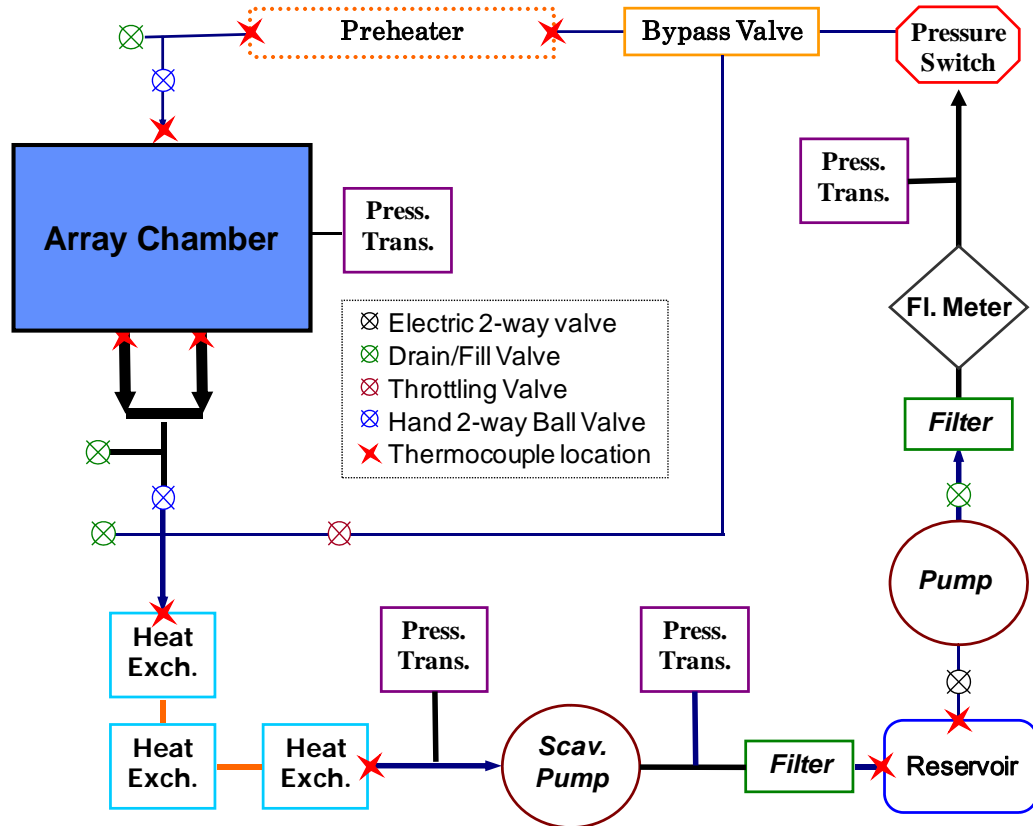 Preheater
Bypass Valve
Pressure
Switch
Press.
Trans.
Array Chamber
Press.
Trans.
Fl. Meter
Electric 2-way valve
Drain/Fill Valve
Throttling Valve
Hand 2-way Ball Valve
Thermocouple location
Filter
Pump
Heat
Exch.
Press.
Trans.
Press.
Trans.
Heat
Exch.
Heat
Exch.
Scav.
Pump
Filter
Reservoir